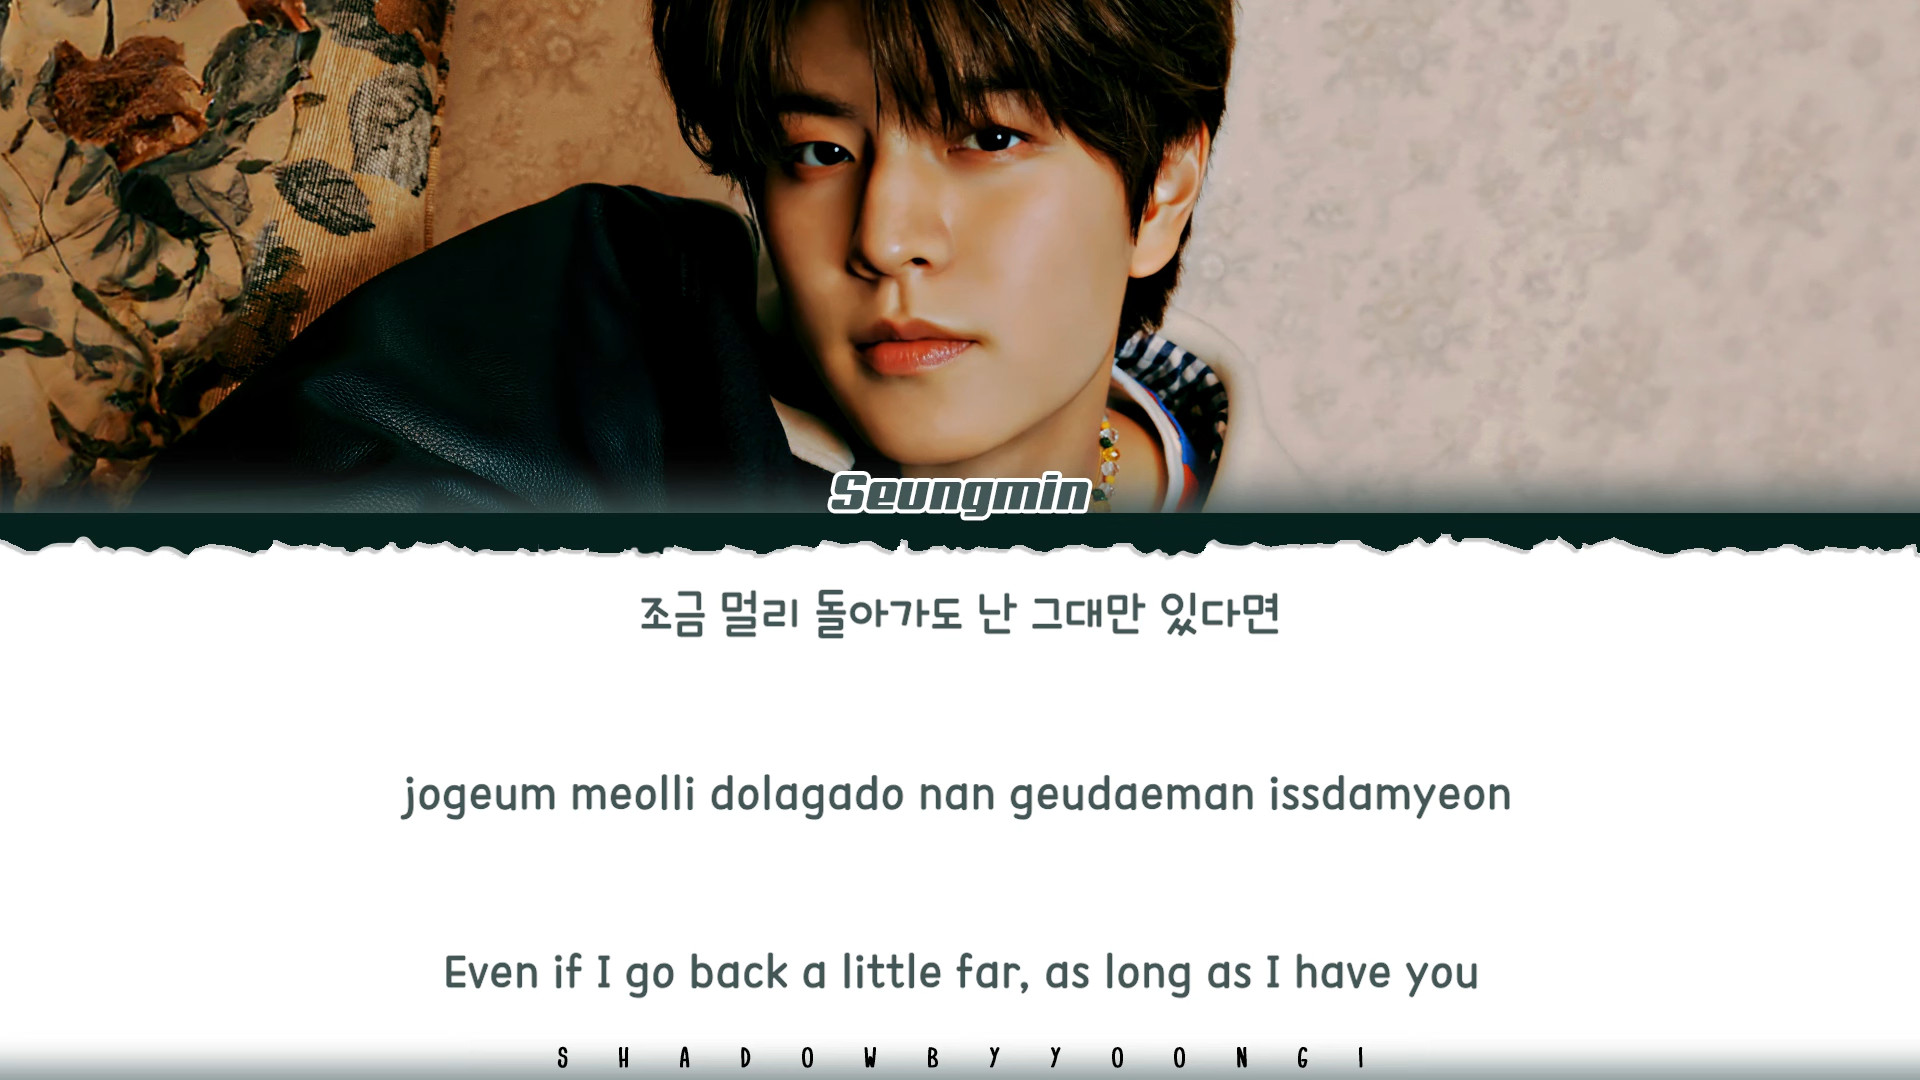 Seungmin
조금 멀리 돌아가도 난 그대만 있다면
jogeum meolli dolagado nan geudaeman issdamyeon
Even if I go back a little far, as long as I have you
SHADOWBYYOONGI